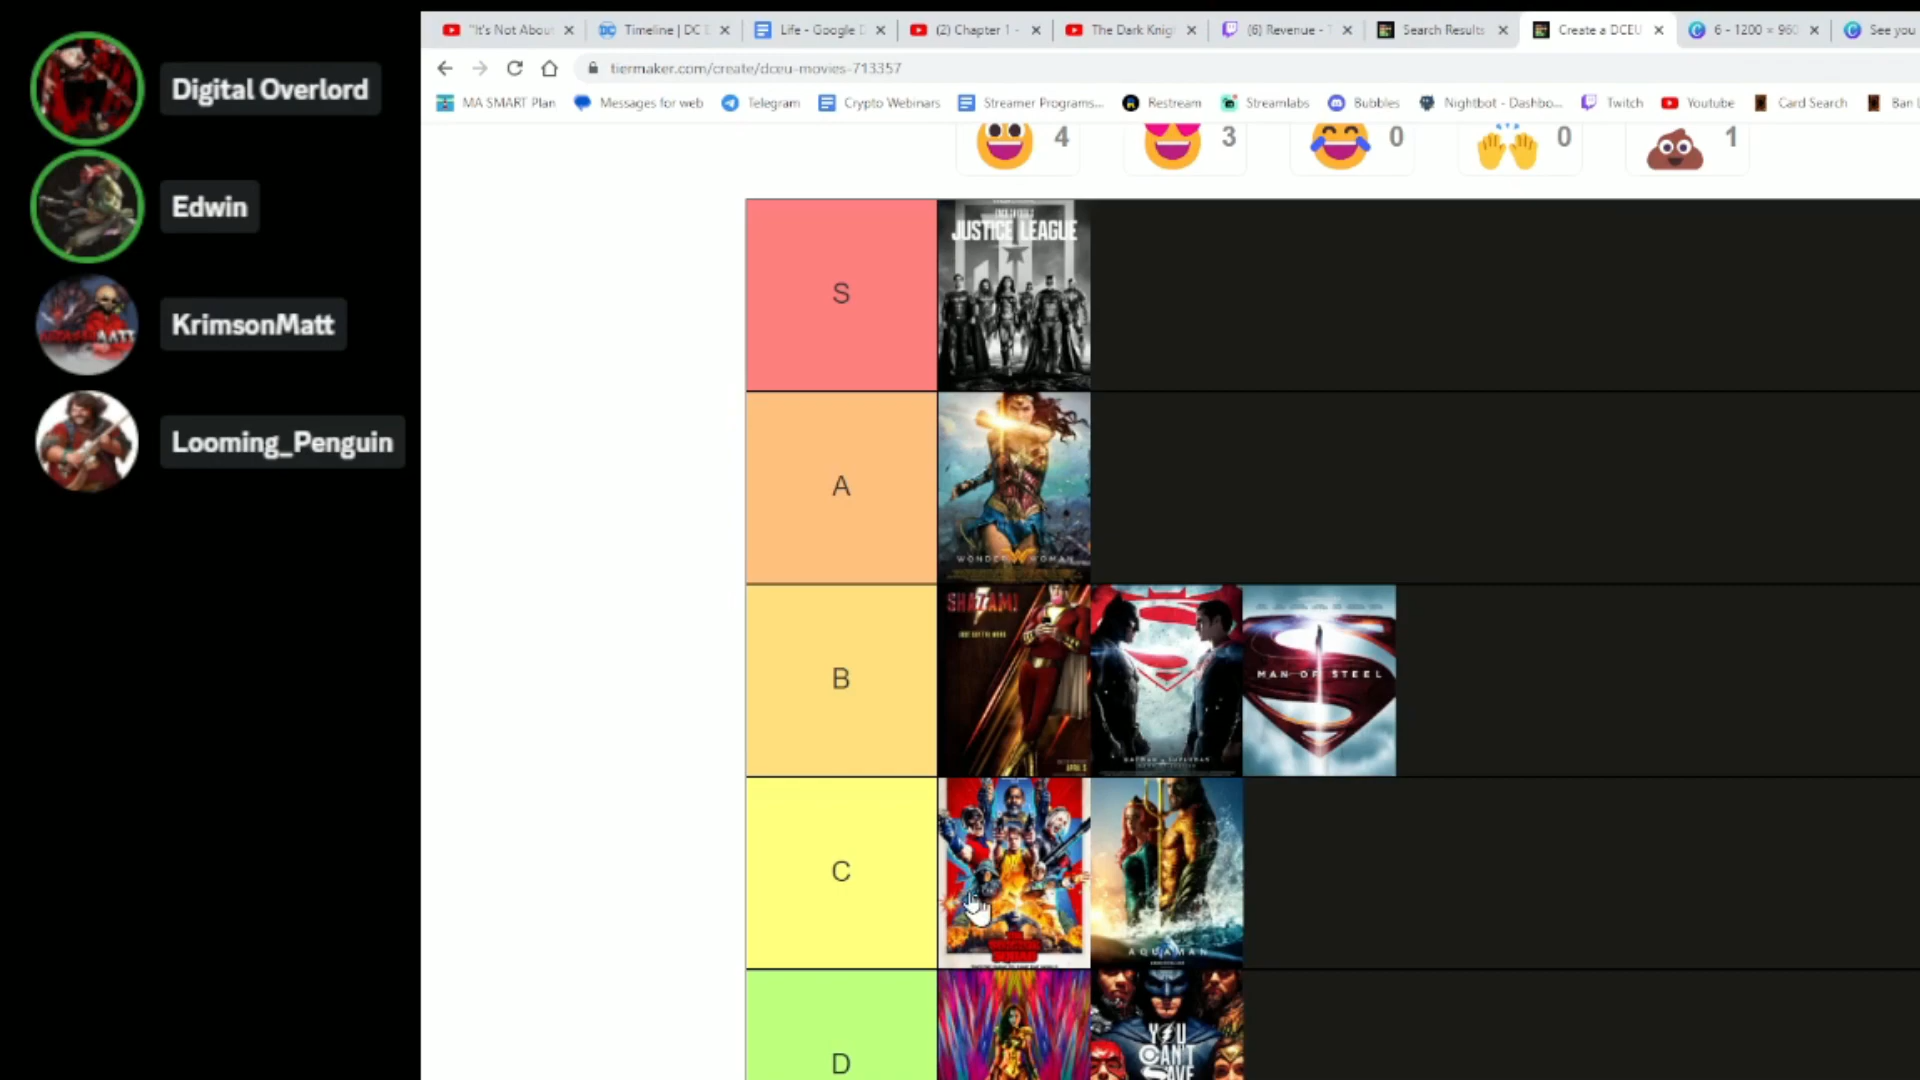 Digital Overlord
Edwin
KrimsonMatt
Looming_Penguin
"It's Not Abou
Timeline | DC
Life - Google
(2) Chapter 1 -
The Dark Knig
(6) Revenue - T
Search Results
Create a DCEU
6 - 1200 × 960
See you
tiermaker.com/create/dceu-movies-713357
MA SMART Plan
Messages for web
Telegram
Crypto Webinars
Streamer Programs...
Restream
Streamlabs
Bubbles
Nightbot - Dashbo...
Twitch
Youtube
Card Search
Ban
4
3
0
0
1
S
JUSTICE LEAGUE
A
WONDER WOMAN
B
SHAZAM!
MAN OF STEEL
C
AQUAMAN
D
YOU
CAN'T
SAVE